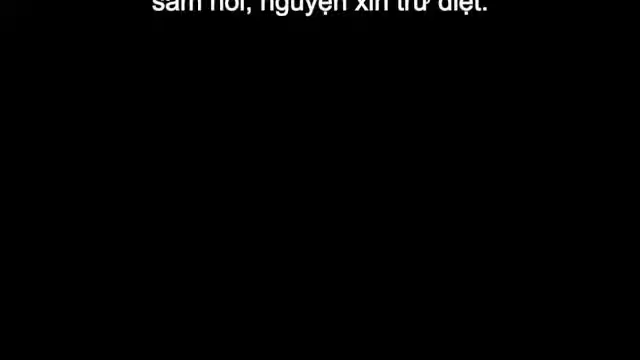 sám hối, nguyện xin trừ diệt.